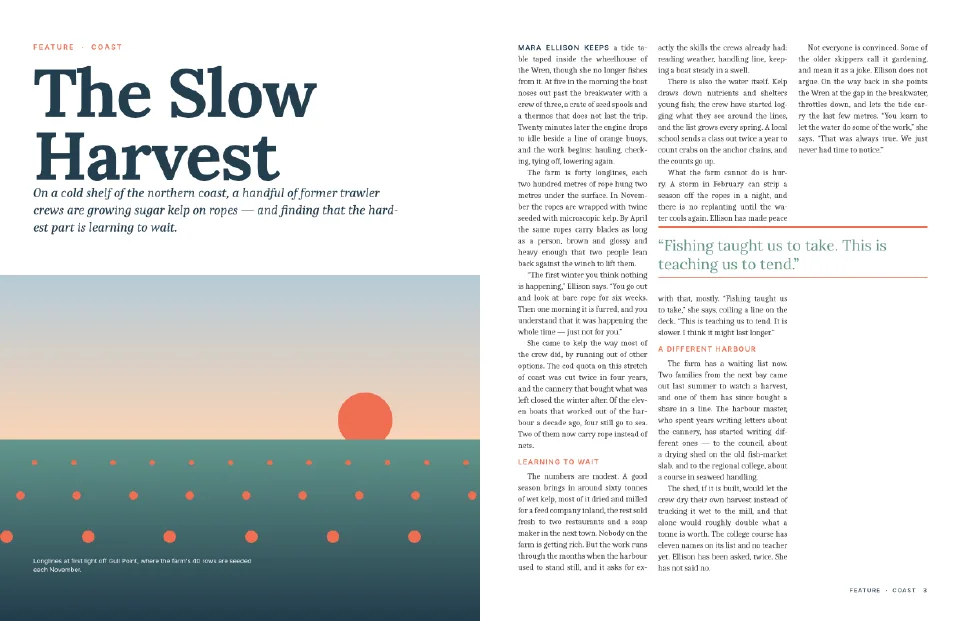 FEATURE · COAST
The Slow
Harvest
On a cold shelf of the northern coast, a handful of former trawler
crews are growing sugar kelp on ropes — and finding that the hard-
est part is learning to wait.
Longlines at first light off Gull Point, where the farm's 40 rows are seeded
each November.
MARA ELLISON KEEPS a tide ta-
ble taped inside the wheelhouse of
the Wren, though she no longer fishes
from it. At five in the morning the boat
noses out past the breakwater with a
crew of three, a crate of seed spools and
a thermos that does not last the trip.
Twenty minutes later the engine drops
to idle beside a line of orange buoys,
and the work begins: hauling, check-
ing, tying off, lowering again.
The farm is forty longlines, each
two hundred metres of rope hung two
metres under the surface. In Novem-
ber the ropes are wrapped with twine
seeded with microscopic kelp. By April
the same ropes carry blades as long
as a person, brown and glossy and
heavy enough that two people lean
back against the winch to lift them.
"The first winter you think nothing
is happening," Ellison says. "You go out
and look at bare rope for six weeks.
Then one morning it is furred, and you
understand that it was happening the
whole time — just not for you."
She came to kelp the way most of
the crew did, by running out of other
options. The cod quota on this stretch
of coast was cut twice in four years,
and the cannery that bought what was
left closed the winter after. Of the elev-
en boats that worked out of the har-
bour a decade ago, four still go to sea.
Two of them now carry rope instead of
nets.
LEARNING TO WAIT
The numbers are modest. A good
season brings in around sixty tonnes
of wet kelp, most of it dried and milled
for a feed company inland, the rest sold
fresh to two restaurants and a soap
maker in the next town. Nobody on the
farm is getting rich. But the work runs
through the months when the harbour
used to stand still, and it asks for ex-
actly the skills the crews already had:
reading weather, handling line, keep-
ing a boat steady in a swell.
There is also the water itself. Kelp
draws down nutrients and shelters
young fish; the crew have started log-
ging what they see around the lines,
and the list grows every spring. A local
school sends a class out twice a year to
count crabs on the anchor chains, and
the counts go up.
What the farm cannot do is hur-
ry. A storm in February can strip a
season off the ropes in a night, and
there is no replanting until the wa-
ter cools again. Ellison has made peace
"Fishing taught us to take. This is
teaching us to tend."
with that, mostly. "Fishing taught us
to take," she says, coiling a line on the
deck. "This is teaching us to tend. It is
slower. I think it might last longer."
A DIFFERENT HARBOUR
The farm has a waiting list now.
Two families from the next bay came
out last summer to watch a harvest,
and one of them has since bought a
share in a line. The harbour master,
who spent years writing letters about
the cannery, has started writing dif-
ferent ones — to the council, about
a drying shed on the old fish-market
slab, and to the regional college, about
a course in seaweed handling.
The shed, if it is built, would let the
crew dry their own harvest instead of
trucking it wet to the mill, and that
alone would roughly double what a
tonne is worth. The college course has
eleven names on its list and no teacher
yet. Ellison has been asked, twice. She
has not said no.
Not everyone is convinced. Some of
the older skippers call it gardening,
and mean it as a joke. Ellison does not
argue. On the way back in she points
the Wren at the gap in the breakwater,
throttles down, and lets the tide car-
ry the last few metres. "You learn to
let the water do some of the work," she
says. "That was always true. We just
never had time to notice."
FEATURE · COAST 3